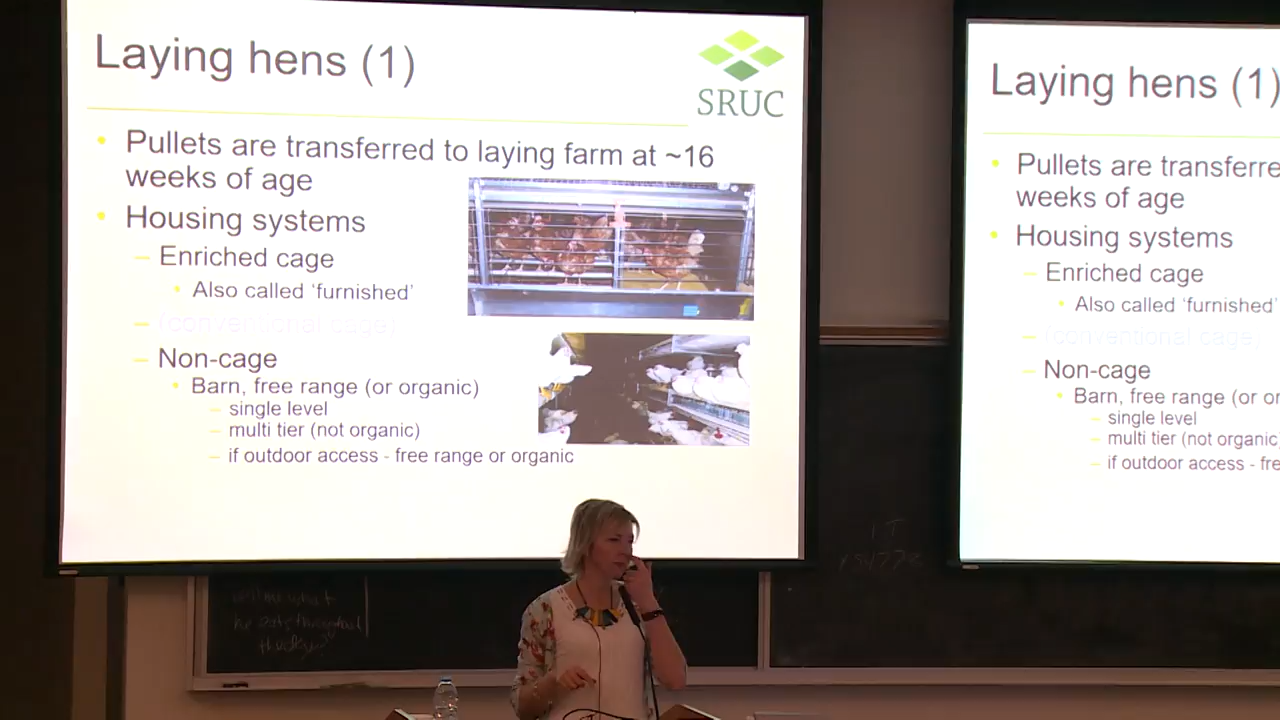 Laying hens (1)
SRUC
• Pullets are transferred to laying farm at ~16
weeks of age
• Housing systems
– Enriched cage
• Also called ‘furnished’
– (conventional cage)
– Non-cage
• Barn, free range (or organic)
– single level
– multi tier (not organic)
– if outdoor access - free range or organic
Laying hens (1)
• Pullets are transferre
weeks of age
• Housing systems
– Enriched cage
• Also called ‘furnished’
– (conventional cage)
– Non-cage
• Barn, free range (or or
– single level
– multi tier (not organic
– if outdoor access - fre